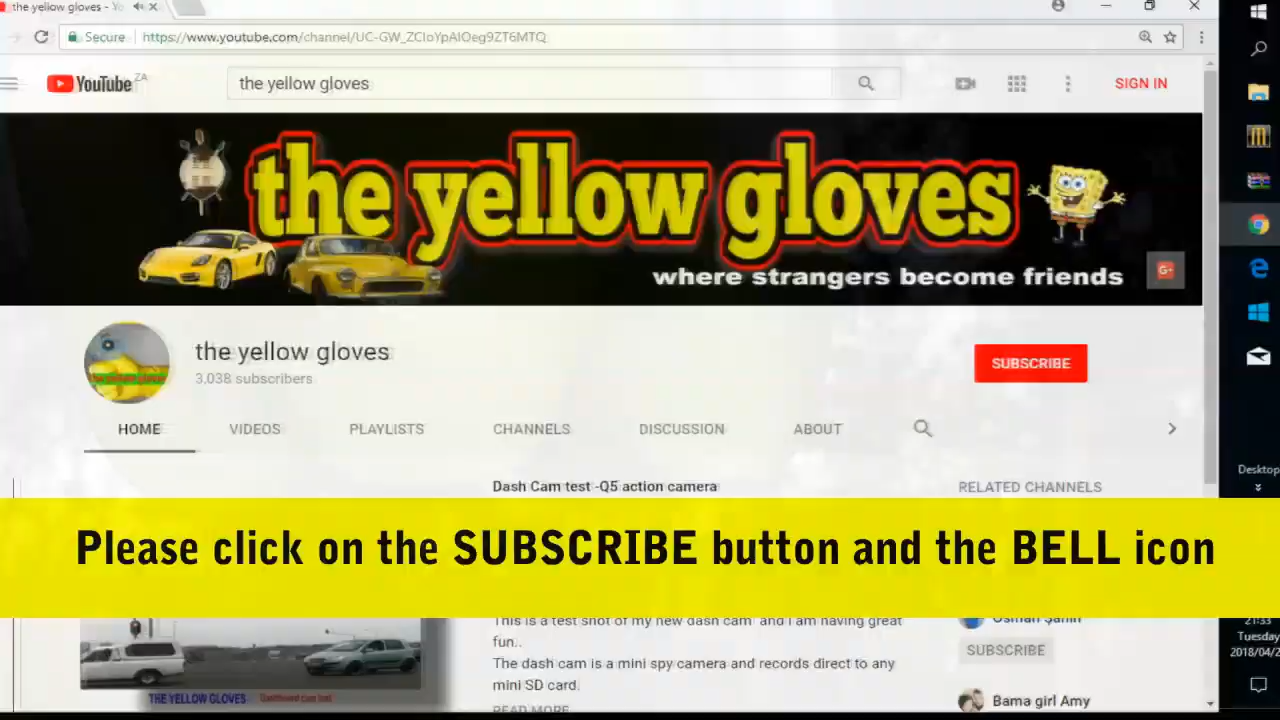 the yellow gloves - Yo
Secure https://www.youtube.com/channel/UC-GW_ZCIoYpAIOeg9ZT6MTQ
YouTube ZA
the yellow gloves
SIGN IN
the yellow gloves
where strangers become friends
G+
the yellow gloves
3,038 subscribers
SUBSCRIBE
HOME VIDEOS PLAYLISTS CHANNELS DISCUSSION ABOUT
Desktop
Dash Cam test -Q5 action camera
RELATED CHANNELS
Please click on the SUBSCRIBE button and the BELL icon
This is a test shot of my new dash cam and I am having great
fun..
The dash cam is a mini spy camera and records direct to any
mini SD card.
READ MORE
Osman Şahin
SUBSCRIBE
Bama girl Amy
THE YELLOW GLOVES Dashboard cam test
21:33
Tuesday
2018/04/2